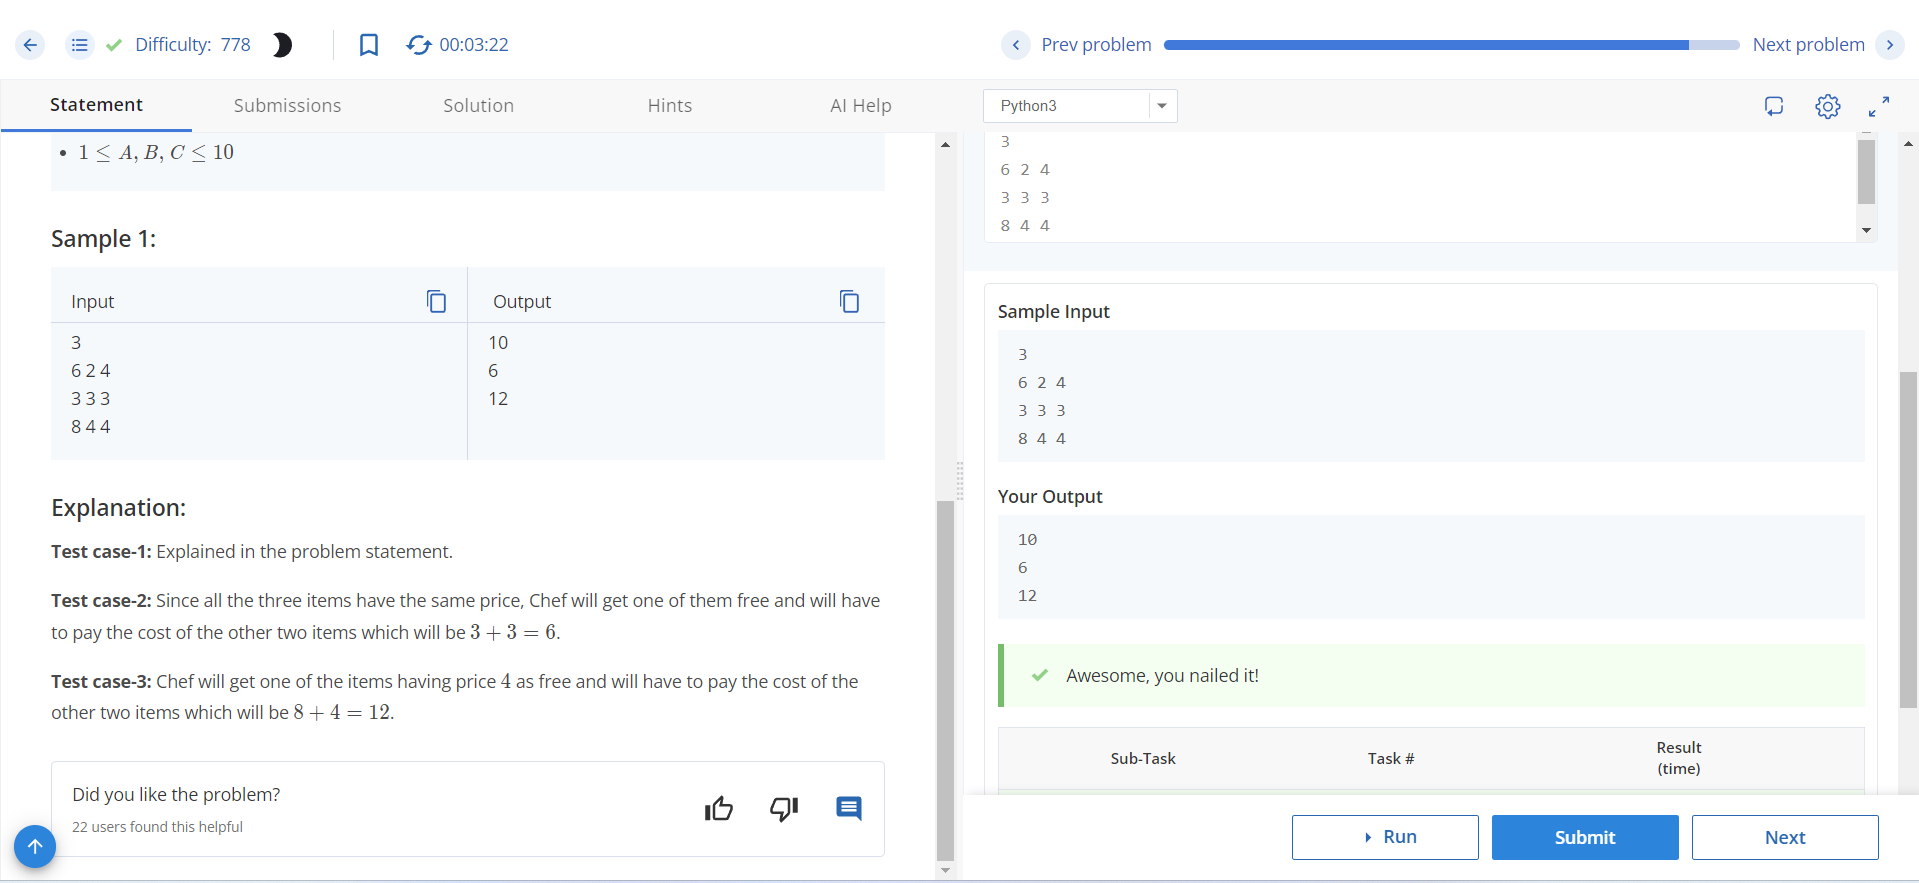 Difficulty: 778
00:03:22
Prev problem
Next problem
Statement
Submissions
Solution
Hints
AI Help
Python3
• 1 ≤ A, B, C ≤ 10
Sample 1:
Input
Output
3
6 2 4
3 3 3
8 4 4
10
6
12
Explanation:
Test case-1: Explained in the problem statement.
Test case-2: Since all the three items have the same price, Chef will get one of them free and will have
to pay the cost of the other two items which will be 3 + 3 = 6.
Test case-3: Chef will get one of the items having price 4 as free and will have to pay the cost of the
other two items which will be 8 + 4 = 12.
Did you like the problem?
22 users found this helpful
3
6 2 4
3 3 3
8 4 4
Sample Input
3
6 2 4
3 3 3
8 4 4
Your Output
10
6
12
Awesome, you nailed it!
Sub-Task
Task #
Result
(time)
Run
Submit
Next